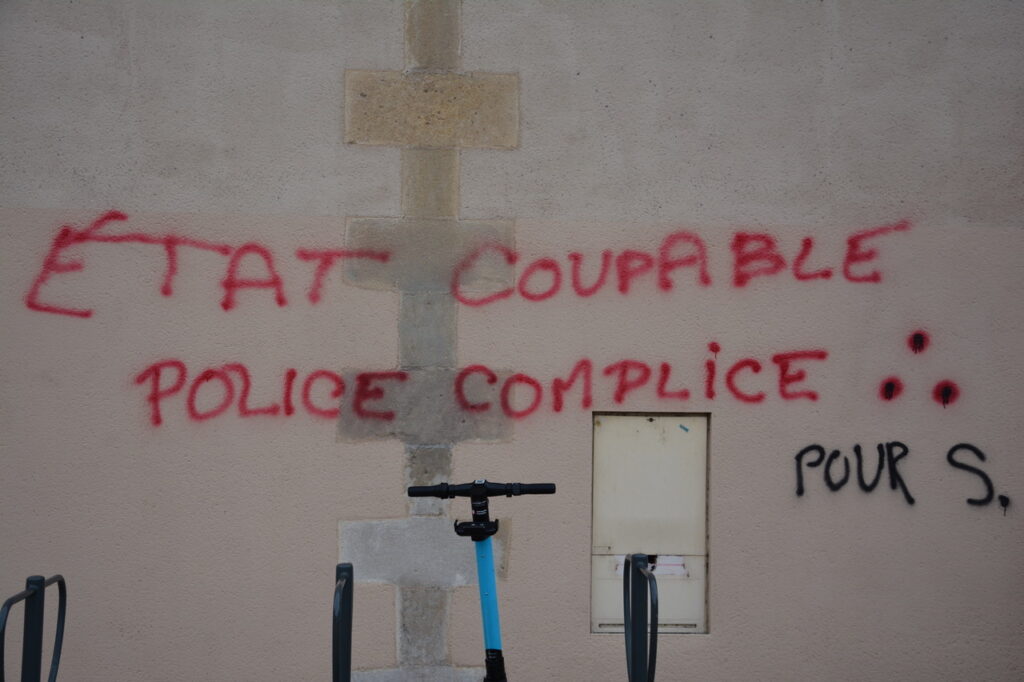 ETAT COUPABLE
POLICE COMPLICE
POUR S.